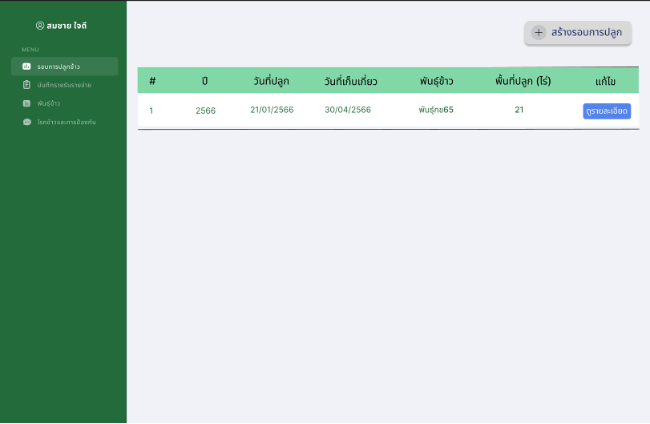 สมชาย ใจดี
MENU
รอบการปลูกข้าว
บันทึกรายรับรายจ่าย
พันธุ์ข้าว
โรคข้าวและการป้องกัน
สร้างรอบการปลูก
# ปี วันที่ปลูก วันที่เก็บเกี่ยว พันธุ์ข้าว พื้นที่ปลูก (ไร่) แก้ไข
1 2566 21/01/2566 30/04/2566 พันธุ์กข65 21 ดูรายละเอียด